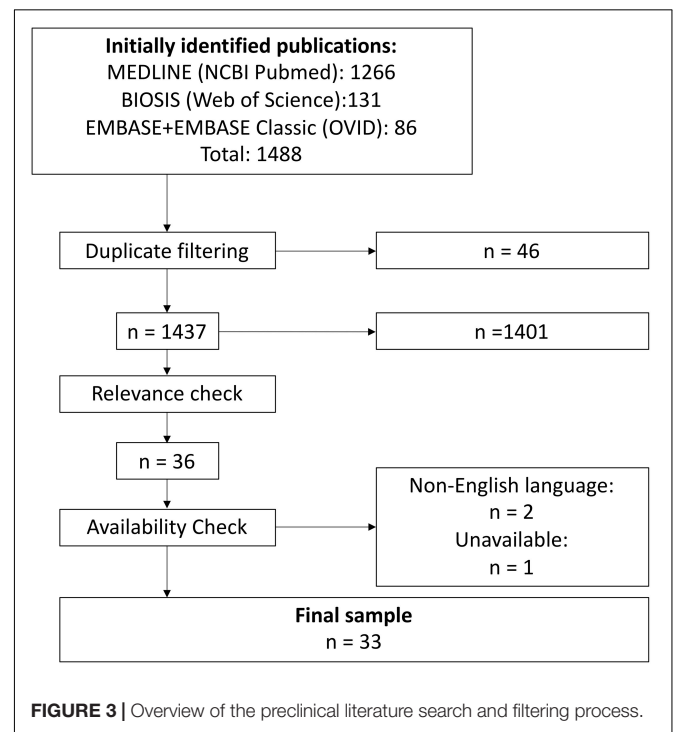 Initially identified publications:
MEDLINE (NCBI Pubmed): 1266
BIOSIS (Web of Science):131
EMBASE+EMBASE Classic (OVID): 86
Total: 1488
Duplicate filtering
n = 46
n = 1437
n =1401
Relevance check
n = 36
Availability Check
Non-English language:
n = 2
Unavailable:
n = 1
Final sample
n = 33
FIGURE 3 | Overview of the preclinical literature search and filtering process.